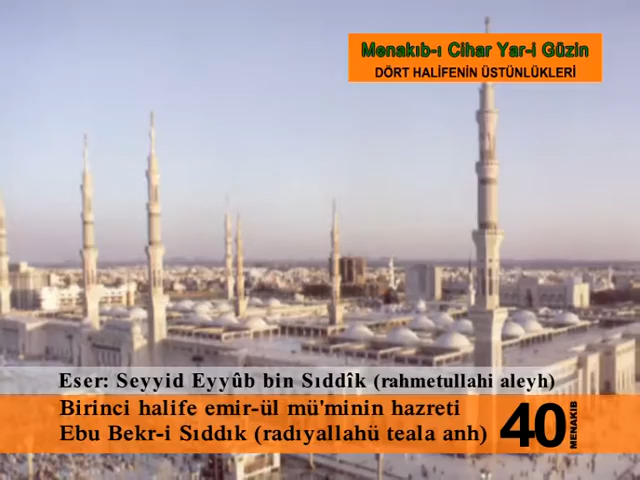 Menakıb-ı Cihar Yar-i Güzin
DÖRT HALİFENİN ÜSTÜNLÜKLERİ
Eser: Seyyid Eyyûb bin Sıddîk (rahmetullahi aleyh)
Birinci halife emir-ül mü'minin hazreti
Ebu Bekr-i Sıddık (radıyallahü teala anh)
40
MENAKIB